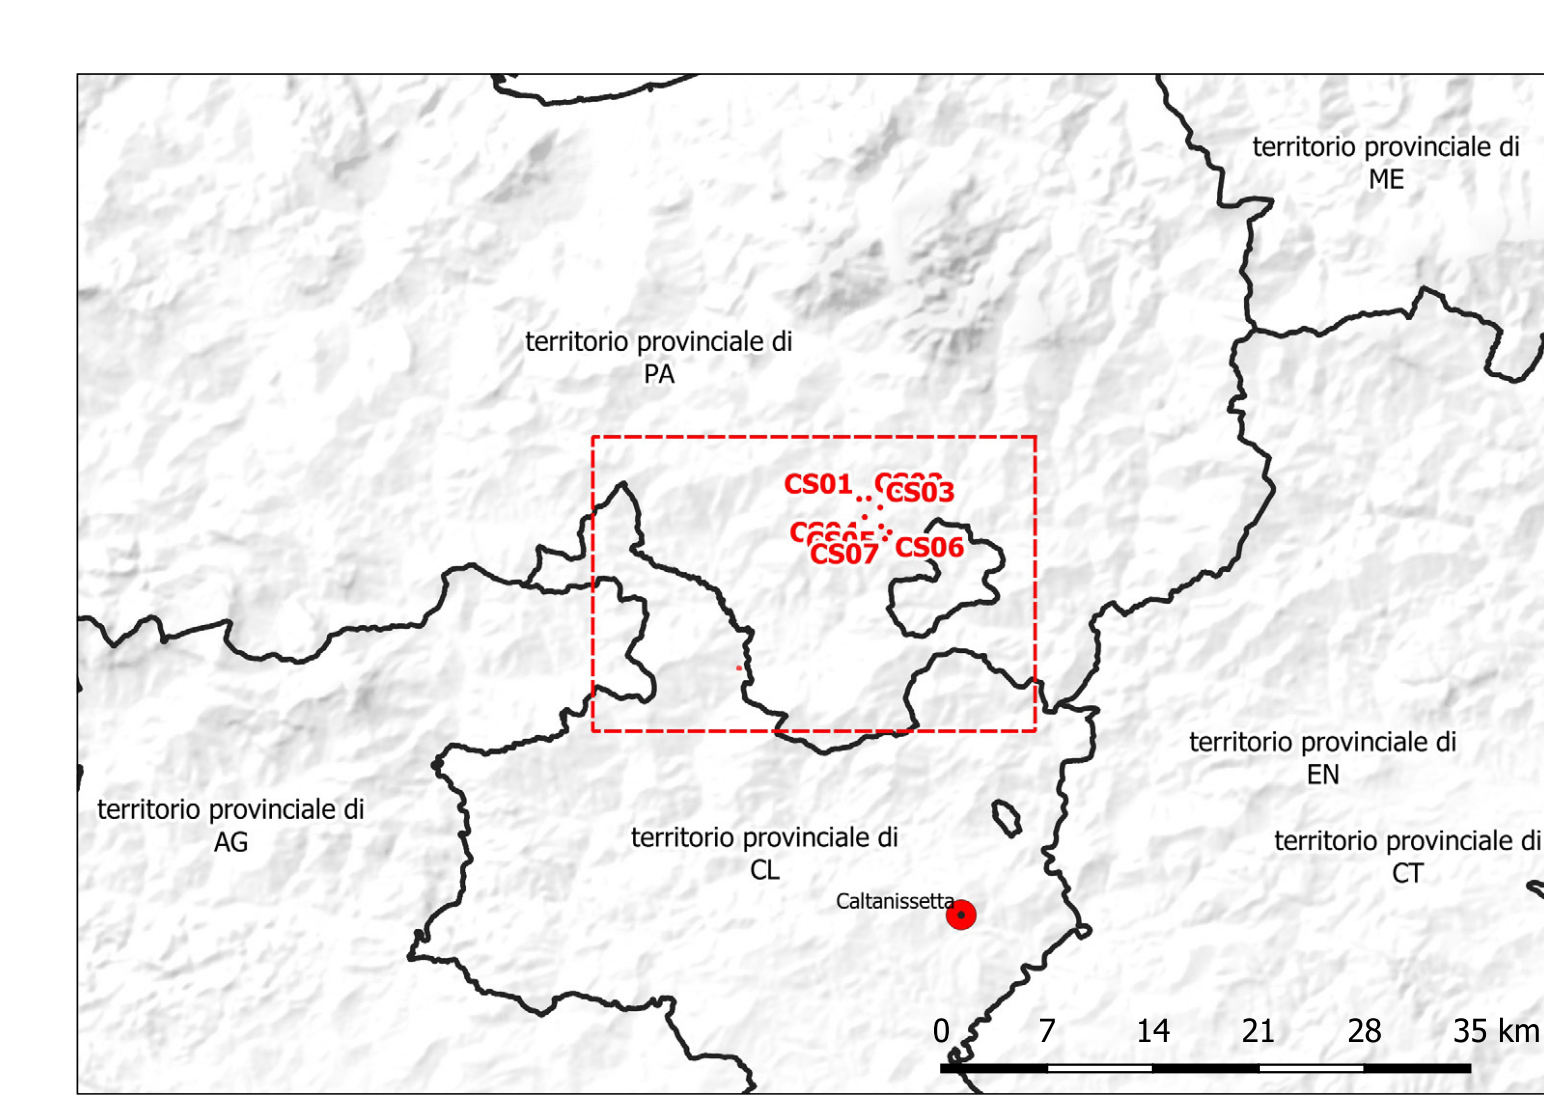 territorio provinciale di
ME
territorio provinciale di
PA
CS01
CS03
CS06
CS07
territorio provinciale di
EN
territorio provinciale di
AG
territorio provinciale di
CL
territorio provinciale di
CT
Caltanissetta
0 7 14 21 28 35 km